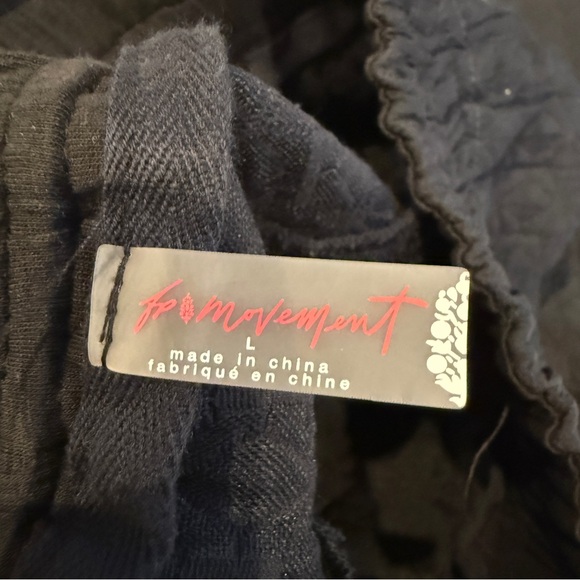 fp movement
L
made in china
fabriqué en chine